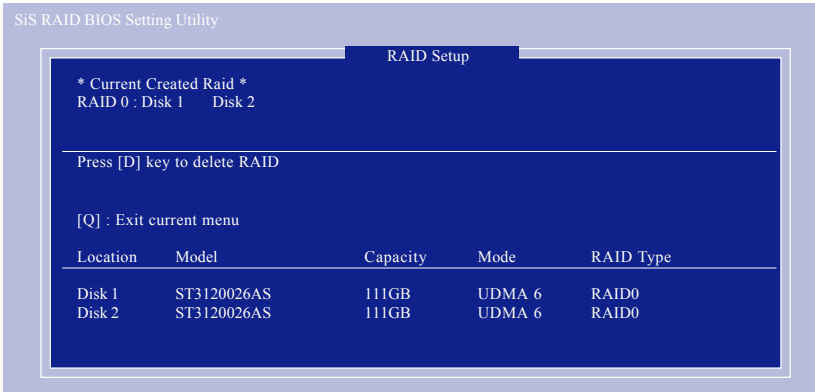 SiS RAID BIOS Setting Utility
RAID Setup
* Current Created Raid *
RAID 0 : Disk 1 Disk 2
Press [D] key to delete RAID
[Q] : Exit current menu
Location Model Capacity Mode RAID Type
Disk 1 ST3120026AS 111GB UDMA 6 RAID0
Disk 2 ST3120026AS 111GB UDMA 6 RAID0